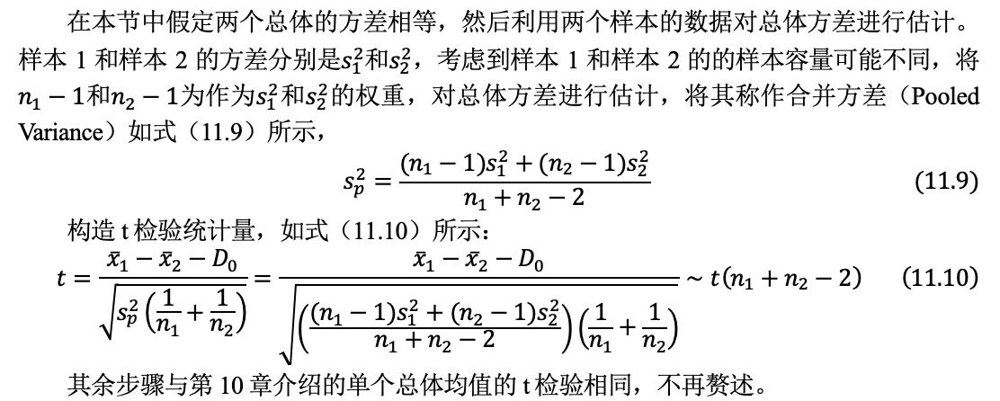 在本节中假定两个总体的方差相等，然后利用两个样本的数据对总体方差进行估计。
样本 1 和样本 2 的方差分别是$s_1^2$和$s_2^2$，考虑到样本 1 和样本 2 的的样本容量可能不同，将
$n_1-1$和$n_2-1$为作为$s_1^2$和$s_2^2$的权重，对总体方差进行估计，将其称作合并方差（Pooled
Variance）如式（11.9）所示，
$s_p^2=\frac{(n_1-1)s_1^2+(n_2-1)s_2^2}{n_1+n_2-2}$ (11.9)
构造 t 检验统计量，如式（11.10）所示：
$t=\frac{\bar{x}_1-\bar{x}_2-D_0}{\sqrt{s_p^2\left(\frac{1}{n_1}+\frac{1}{n_2}\right)}}=\frac{\bar{x}_1-\bar{x}_2-D_0}{\sqrt{\left(\frac{(n_1-1)s_1^2+(n_2-1)s_2^2}{n_1+n_2-2}\right)\left(\frac{1}{n_1}+\frac{1}{n_2}\right)}}\sim t(n_1+n_2-2)$ (11.10)
其余步骤与第 10 章介绍的单个总体均值的 t 检验相同，不再赘述。